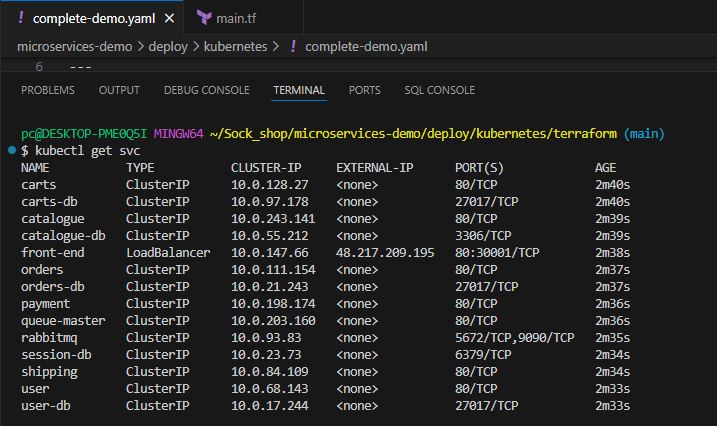 complete-demo.yaml main.tf
microservices-demo > deploy > kubernetes > complete-demo.yaml
6 ---
PROBLEMS OUTPUT DEBUG CONSOLE TERMINAL PORTS SQL CONSOLE
pc@DESKTOP-PME0Q5I MINGW64 ~/Sock_shop/microservices-demo/deploy/kubernetes/terraform (main)
$ kubectl get svc
NAME TYPE CLUSTER-IP EXTERNAL-IP PORT(S) AGE
carts ClusterIP 10.0.128.27 <none> 80/TCP 2m40s
carts-db ClusterIP 10.0.97.178 <none> 27017/TCP 2m40s
catalogue ClusterIP 10.0.243.141 <none> 80/TCP 2m39s
catalogue-db ClusterIP 10.0.55.212 <none> 3306/TCP 2m39s
front-end LoadBalancer 10.0.147.66 48.217.209.195 80:30001/TCP 2m38s
orders ClusterIP 10.0.111.154 <none> 80/TCP 2m37s
orders-db ClusterIP 10.0.21.243 <none> 27017/TCP 2m37s
payment ClusterIP 10.0.198.174 <none> 80/TCP 2m36s
queue-master ClusterIP 10.0.203.160 <none> 80/TCP 2m36s
rabbitmq ClusterIP 10.0.93.83 <none> 5672/TCP,9090/TCP 2m35s
session-db ClusterIP 10.0.23.73 <none> 6379/TCP 2m34s
shipping ClusterIP 10.0.84.109 <none> 80/TCP 2m34s
user ClusterIP 10.0.68.143 <none> 80/TCP 2m33s
user-db ClusterIP 10.0.17.244 <none> 27017/TCP 2m33s